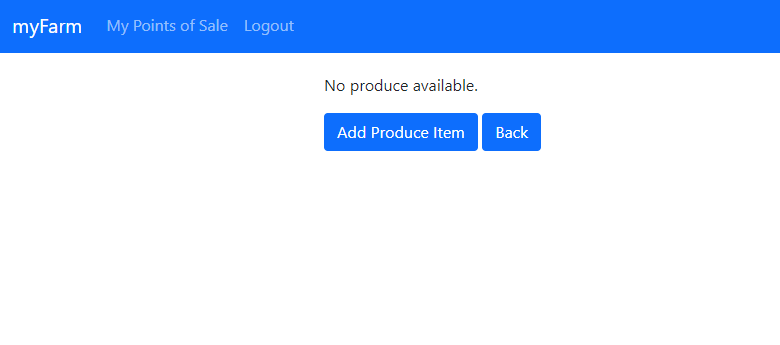 myFarm My Points of Sale Logout
No produce available.
Add Produce Item Back